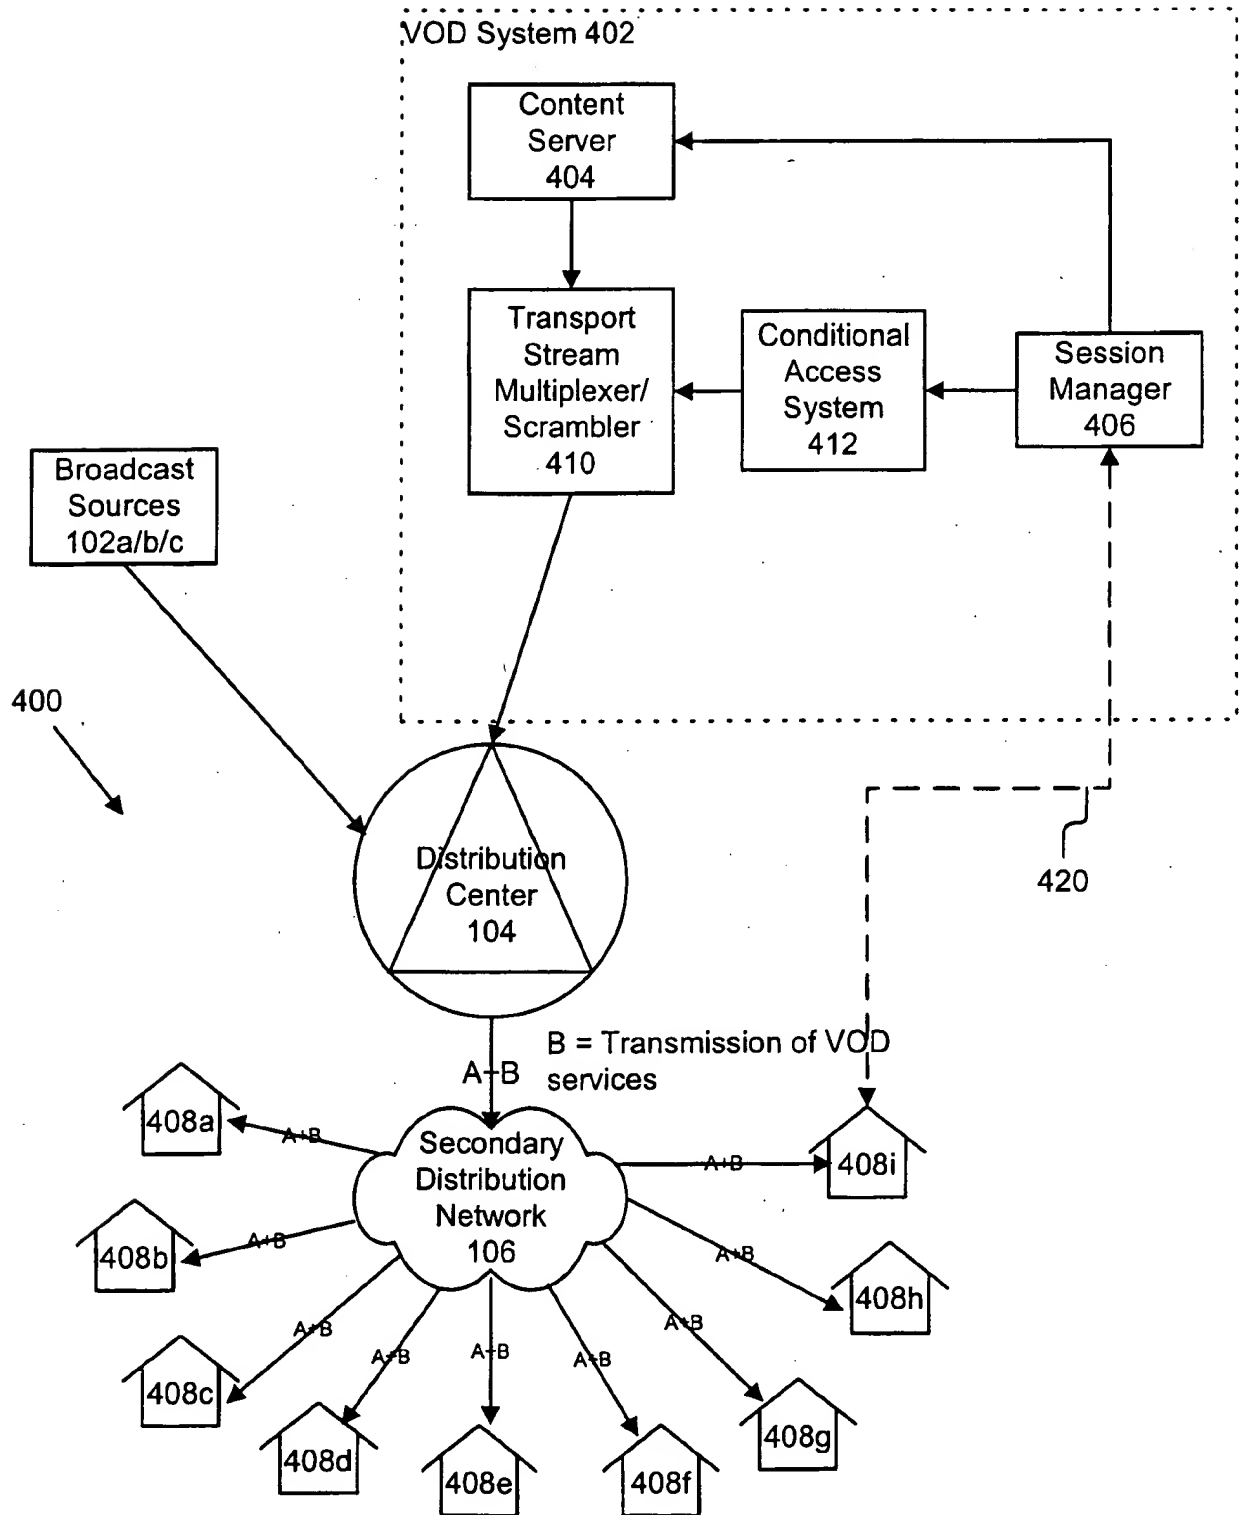 VOD System 402
Content
Server
404
Transport
Stream
Multiplexer/
Scrambler
410
Conditional
Access
System
412
Session
Manager
406
Broadcast
Sources
102a/b/c
400
420
Distribution
Center
104
B = Transmission of VOD
services
A+B
Secondary
Distribution
Network
106
408a
A+B
408b
A+B
408c
A+B
408d
A+B
408e
A+B
408f
A+B
408g
A+B
408h
A+B
408i
A+B